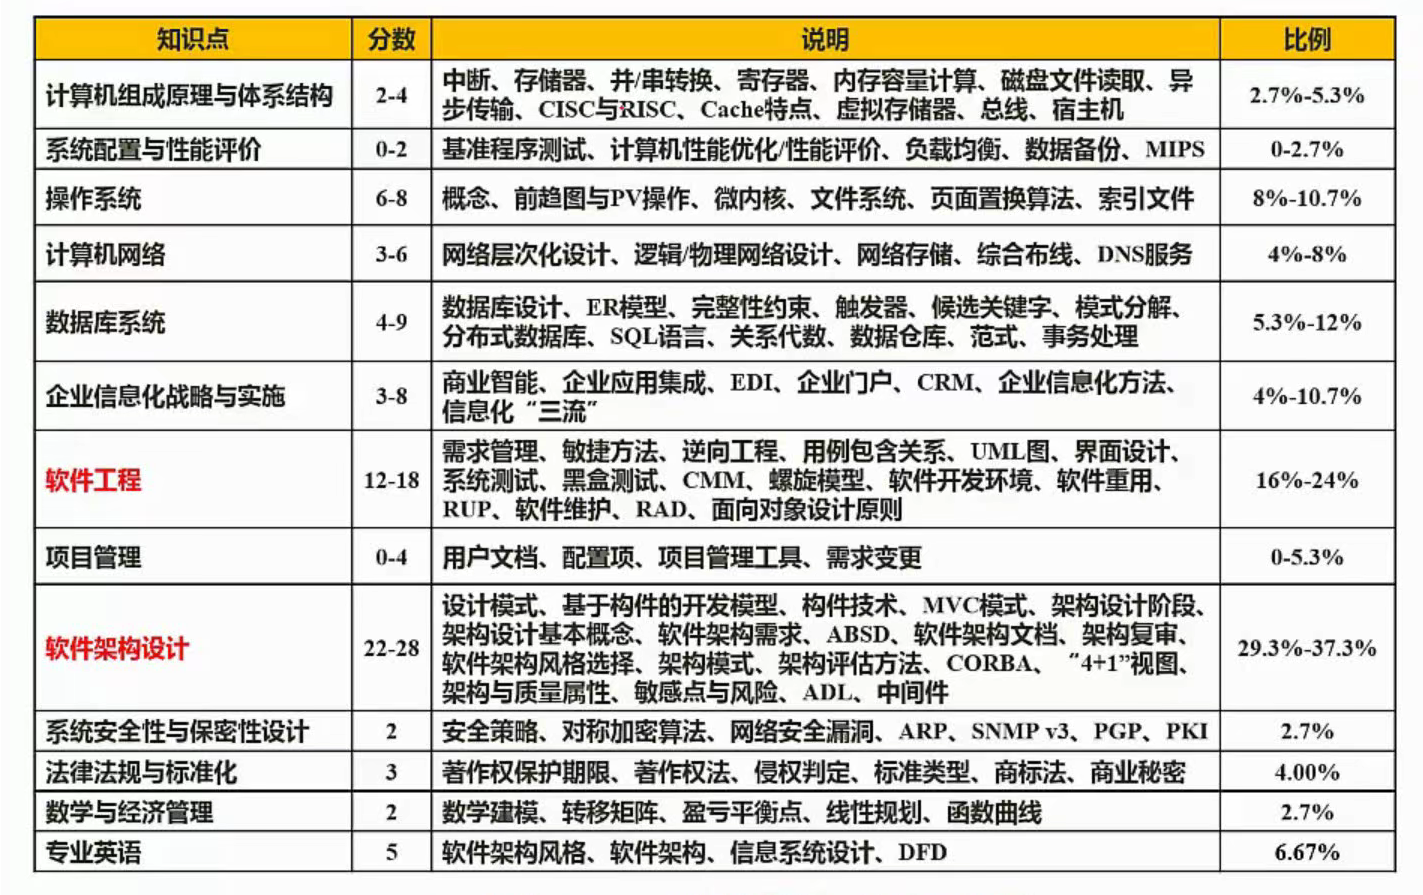 知识点 分数 说明 比例
计算机组成原理与体系结构 2-4 中断、存储器、并/串转换、寄存器、内存容量计算、磁盘文件读取、异 2.7%-5.3%
步传输、CISC与RISC、Cache特点、虚拟存储器、总线、宿主机
系统配置与性能评价 0-2 基准程序测试、计算机性能优化/性能评价、负载均衡、数据备份、MIPS 0-2.7%
操作系统 6-8 概念、前趋图与PV操作、微内核、文件系统、页面置换算法、索引文件 8%-10.7%
计算机网络 3-6 网络层次化设计、逻辑/物理网络设计、网络存储、综合布线、DNS服务 4%-8%
数据库系统 4-9 数据库设计、ER模型、完整性约束、触发器、候选关键字、模式分解、 5.3%-12%
分布式数据库、SQL语言、关系代数、数据仓库、范式、事务处理
企业信息化战略与实施 3-8 商业智能、企业应用集成、EDI、企业门户、CRM、企业信息化方法、 4%-10.7%
信息化“三流”
软件工程 12-18 需求管理、敏捷方法、逆向工程、用例包含关系、UML图、界面设计、 16%-24%
系统测试、黑盒测试、CMM、螺旋模型、软件开发环境、软件重用、
RUP、软件维护、RAD、面向对象设计原则
项目管理 0-4 用户文档、配置项、项目管理工具、需求变更 0-5.3%
软件架构设计 22-28 设计模式、基于构件的开发模型、构件技术、MVC模式、架构设计阶段、 29.3%-37.3%
架构设计基本概念、软件架构需求、ABSD、软件架构文档、架构复审、
软件架构风格选择、架构模式、架构评估方法、CORBA、“4+1”视图、
架构与质量属性、敏感点与风险、ADL、中间件
系统安全性与保密性设计 2 安全策略、对称加密算法、网络安全漏洞、ARP、SNMP v3、PGP、PKI 2.7%
法律法规与标准化 3 著作权保护期限、著作权法、侵权判定、标准类型、商标法、商业秘密 4.00%
数学与经济管理 2 数学建模、转移矩阵、盈亏平衡点、线性规划、函数曲线 2.7%
专业英语 5 软件架构风格、软件架构、信息系统设计、DFD 6.67%